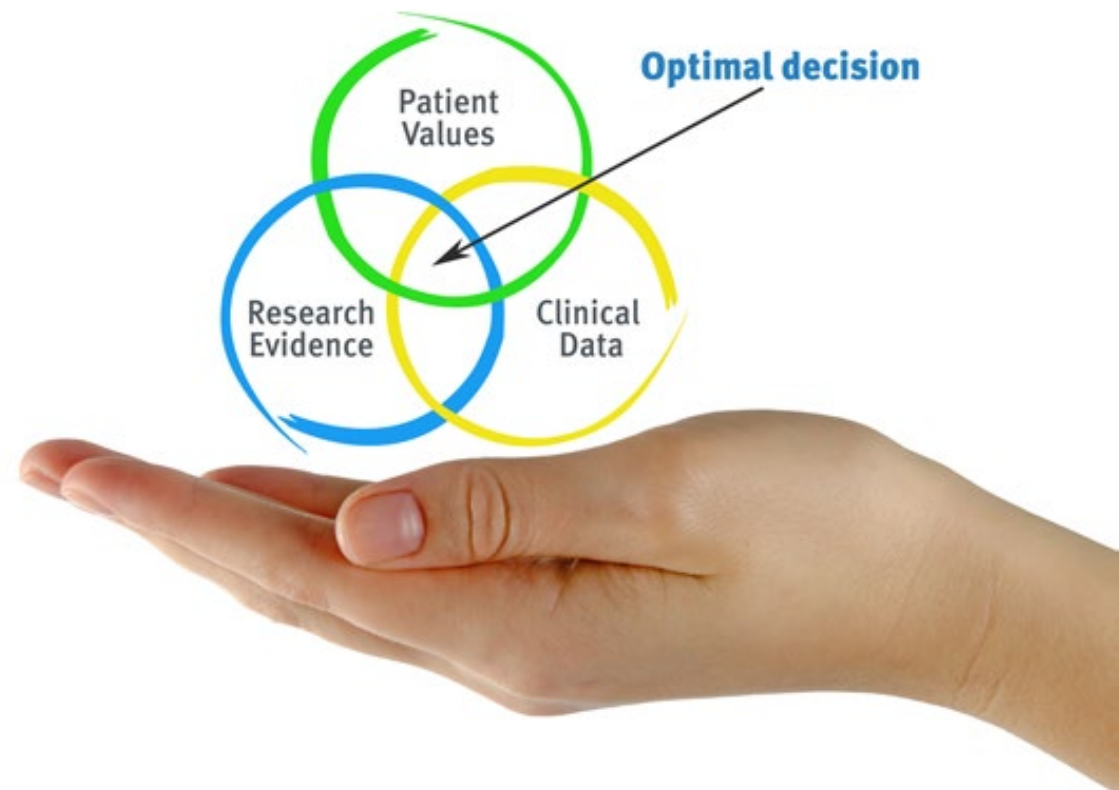 Optimal decision
Patient
Values
Research
Evidence
Clinical
Data